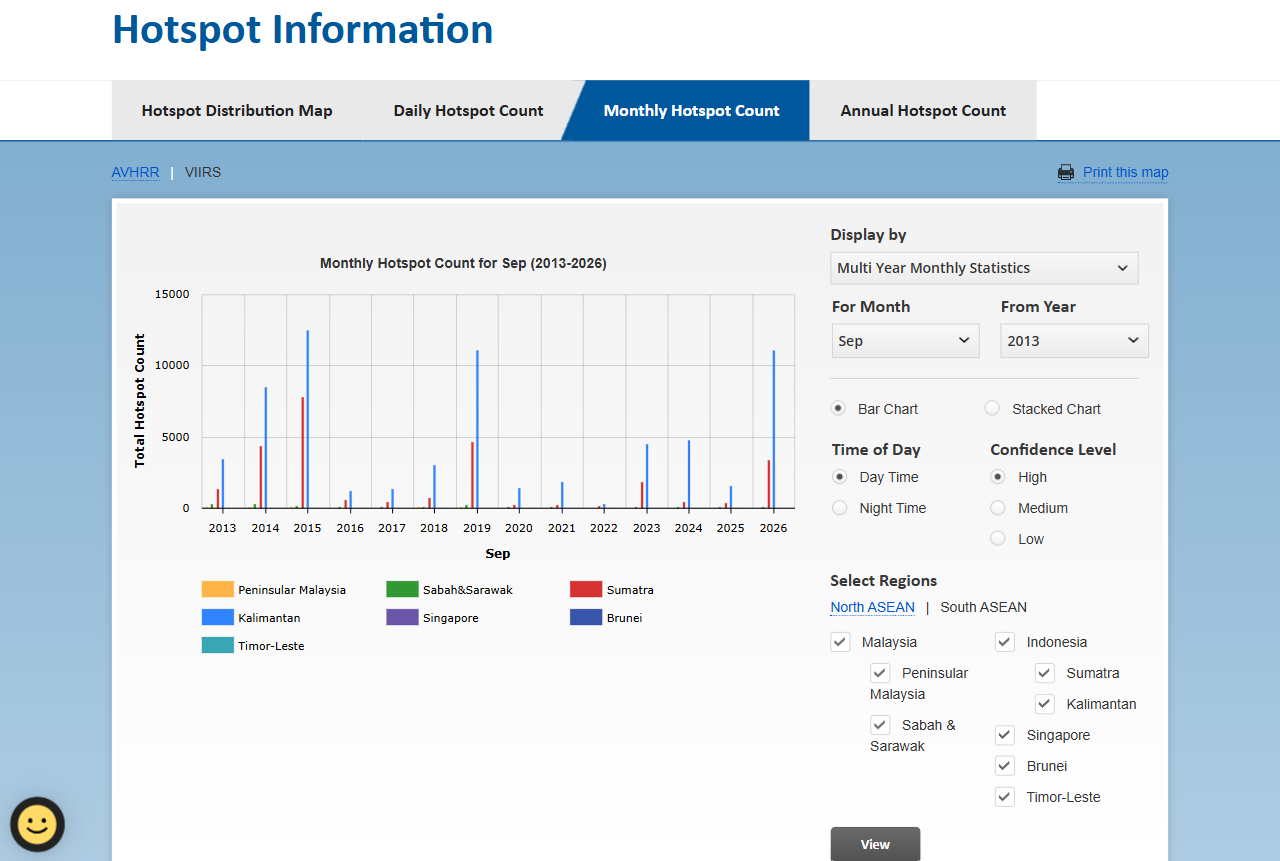 Hotspot Information
Hotspot Distribution Map
Daily Hotspot Count
Monthly Hotspot Count
Annual Hotspot Count
AVHRR | VIIRS
Print this map
Monthly Hotspot Count for Sep (2013-2026)
Total Hotspot Count
15000
10000
5000
0
2013 2014 2015 2016 2017 2018 2019 2020 2021 2022 2023 2024 2025 2026
Sep
Peninsular Malaysia Sabah&Sarawak Sumatra
Kalimantan Singapore Brunei
Timor-Leste
Display by
Multi Year Monthly Statistics
For Month From Year
Sep 2013
Bar Chart Stacked Chart
Time of Day Confidence Level
Day Time High
Night Time Medium
Low
Select Regions
North ASEAN | South ASEAN
Malaysia
Peninsular
Malaysia
Sabah &
Sarawak
Indonesia
Sumatra
Kalimantan
Singapore
Brunei
Timor-Leste
View